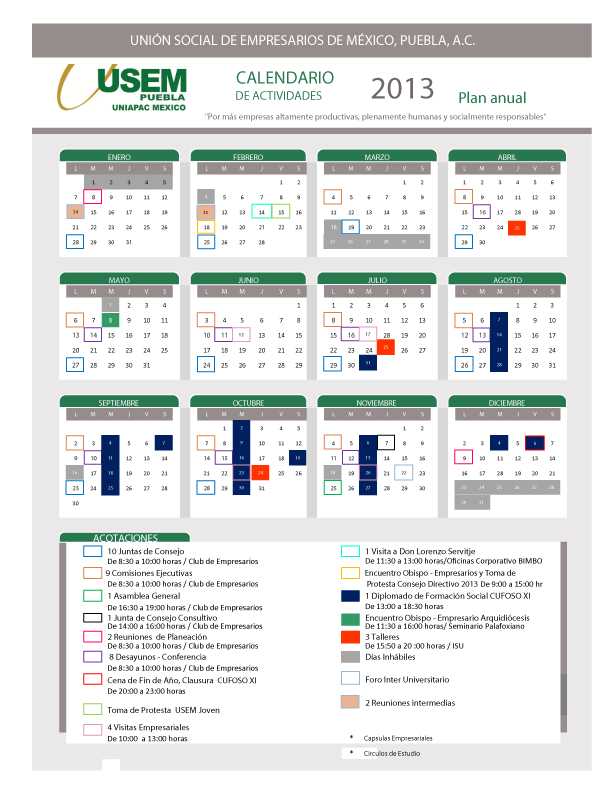 UNIÓN SOCIAL DE EMPRESARIOS DE MÉXICO, PUEBLA, A.C.
USEM
PUEBLA
UNIAPAC MEXICO
CALENDARIO
DE ACTIVIDADES
2013
Plan anual
"Por más empresas altamente productivas, plenamente humanas y socialmente responsables"
ENERO
L M M J V S
1 2 3 4 5
7 8 9 10 11 12
14 15 16 17 18 19
21 22 23 24 25 26
28 29 30 31
FEBRERO
L M M J V S
1 2
4 5 6 7 8 9
11 12 13 14 15 16
18 19 20 21 22 23
25 26 27 28
MARZO
L M M J V S
1 2
4 5 6 7 8 9
11 12 13 14 15 16
18 19 20 21 22 23
25 26 27 28 29 30
ABRIL
L M M J V S
1 2 3 4 5 6
8 9 10 11 12 13
15 16 17 28 19 20
22 23 24 25 26 27
29 30
MAYO
L M M J V S
1 2 3 4
6 7 8 9 10 11
13 14 15 16 17 18
20 21 22 23 24 25
27 28 29 30 31
JUNIO
L M M J V S
1
3 4 5 6 7 8
10 11 12 13 14 15
17 18 19 20 21 22
24 25 26 27 28 29
JULIO
L M M J V S
1 2 3 4 5 6
8 9 10 11 12 13
15 16 17 28 19 20
22 23 24 25 26 27
29 30 31
AGOSTO
L M M J V S
1 2 3
5 6 7 8 9 10
12 13 14 15 16 17
19 20 21 22 23 24
26 27 28 29 30 31
SEPTIEMBRE
L M M J V S
2 3 4 5 6 7
9 10 11 12 13 14
16 17 18 19 20 21
23 24 25 26 27 28
30
OCTUBRE
L M M J V S
1 2 3 4 5
7 8 9 10 11 12
14 15 16 17 18 19
21 22 23 24 25 26
28 29 30 31
NOVIEMBRE
L M M J V S
1 2
4 5 6 7 8 9
11 12 13 14 15 16
18 19 20 21 22 23
25 26 27 28 29 30
DICIEMBRE
L M M J V S
2 3 4 5 6 7
9 10 11 12 13 14
16 17 18 19 20 21
23 24 25 26 27 28
30 31
ACOTACIONES
10 Juntas de Consejo
De 8:30 a 10:00 horas / Club de Empresarios
9 Comisiones Ejecutivas
De 8:30 a 10:00 horas / Club de Empresarios
1 Asamblea General
De 16:30 a 19:00 horas / Club de Empresarios
1 Junta de Consejo Consultivo
De 14:00 a 16:00 horas / Club de Empresarios
2 Reuniones de Planeación
De 8:30 a 10:00 horas / Club de Empresarios
8 Desayunos - Conferencia
De 8:30 a 10:00 horas / Club de Empresarios
Cena de Fin de Año, Clausura CUFOSO XI
De 20:00 a 23:00 horas
Toma de Protesta USEM Joven
4 Visitas Empresariales
De 10:00 a 13:00 horas
1 Visita a Don Lorenzo Servitje
De 11:30 a 13:00 horas/Oficinas Corporativo BIMBO
Encuentro Obispo - Empresarios y Toma de
Protesta Consejo Directivo 2013 De 9:00 a 15:00 hr
1 Diplomado de Formación Social CUFOSO XI
De 13:00 a 18:30 horas
Encuentro Obispo - Empresario Arquidiócesis
De 11:30 a 16:00 horas/ Seminario Palafoxiano
3 Talleres
De 15:50 a 20 :00 horas / ISU
Días Inhábiles
Foro Inter Universitario
2 Reuniones intermedias
* Capsulas Empresariales
* Circulos de Estudio